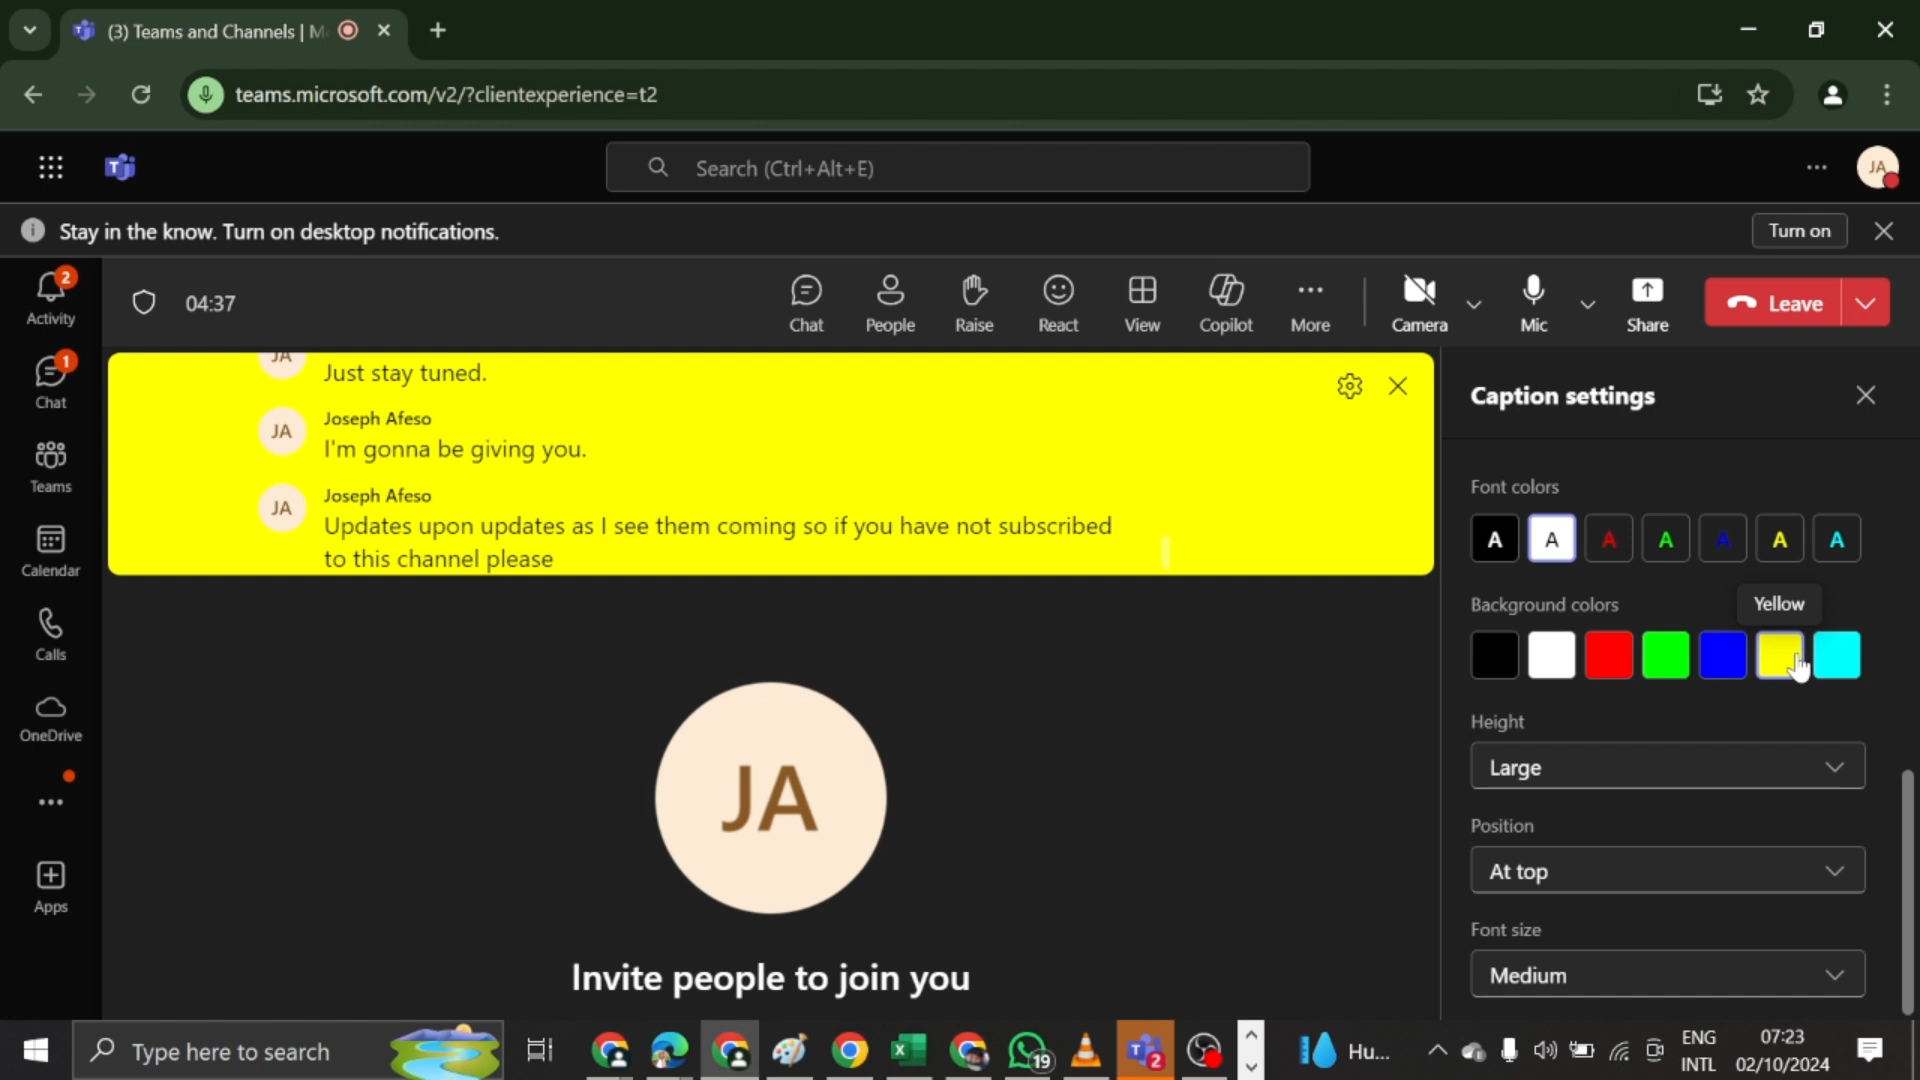 (3) Teams and Channels | M
teams.microsoft.com/v2/?clientexperience=t2
Search (Ctrl+Alt+E)
JA
Stay in the know. Turn on desktop notifications.
Turn on
2
Activity
1
Chat
Teams
Calendar
Calls
OneDrive
Apps
04:37
Chat
People
Raise
React
View
Copilot
More
Camera
Mic
Share
Leave
JA
Just stay tuned.
JA
Joseph Afeso
I'm gonna be giving you.
JA
Joseph Afeso
Updates upon updates as I see them coming so if you have not subscribed
to this channel please
JA
Invite people to join you
Caption settings
Font colors
A A A A A A A
Background colors
Yellow
Height
Large
Position
At top
Font size
Medium
Type here to search
19
2
Hu...
ENG
INTL
07:23
02/10/2024